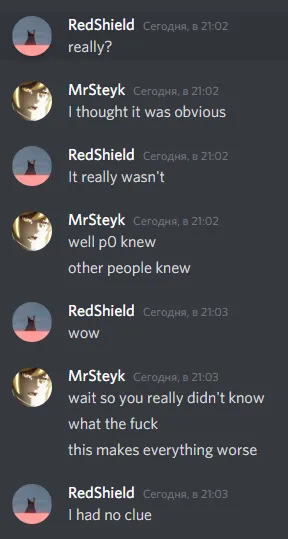 RedShield Сегодня, в 21:02
really?
MrSteyk Сегодня, в 21:02
I thought it was obvious
RedShield Сегодня, в 21:02
It really wasn't
MrSteyk Сегодня, в 21:02
well p0 knew
other people knew
RedShield Сегодня, в 21:03
wow
MrSteyk Сегодня, в 21:03
wait so you really didn't know
what the fuck
this makes everything worse
RedShield Сегодня, в 21:03
I had no clue